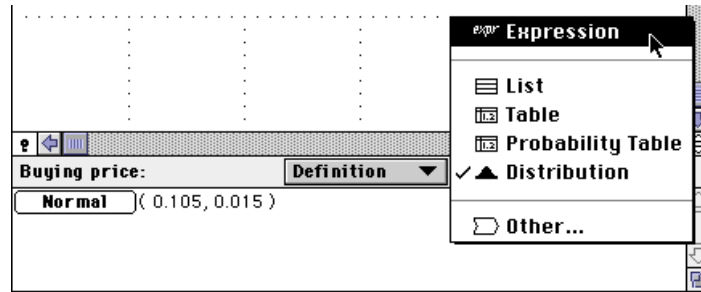 expr Expression
List
Table
Probability Table
Distribution
Other...
Buying price: Definition
Normal ( 0.105, 0.015 )